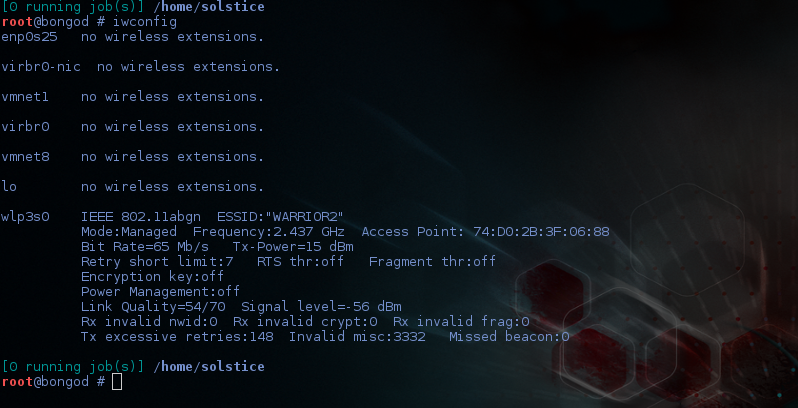 [0 running job(s)] /home/solstice
root@bongod # iwconfig
enp0s25   no wireless extensions.
virbr0-nic  no wireless extensions.
vmnet1    no wireless extensions.
virbr0    no wireless extensions.
vmnet8    no wireless extensions.
lo        no wireless extensions.
wlp3s0    IEEE 802.11abgn  ESSID:"WARRIOR2"
Mode:Managed  Frequency:2.437 GHz  Access Point: 74:D0:2B:3F:06:88
Bit Rate=65 Mb/s   Tx-Power=15 dBm
Retry short limit:7   RTS thr:off   Fragment thr:off
Encryption key:off
Power Management:off
Link Quality=54/70  Signal level=-56 dBm
Rx invalid nwid:0  Rx invalid crypt:0  Rx invalid frag:0
Tx excessive retries:148  Invalid misc:3332   Missed beacon:0
[0 running job(s)] /home/solstice
root@bongod #